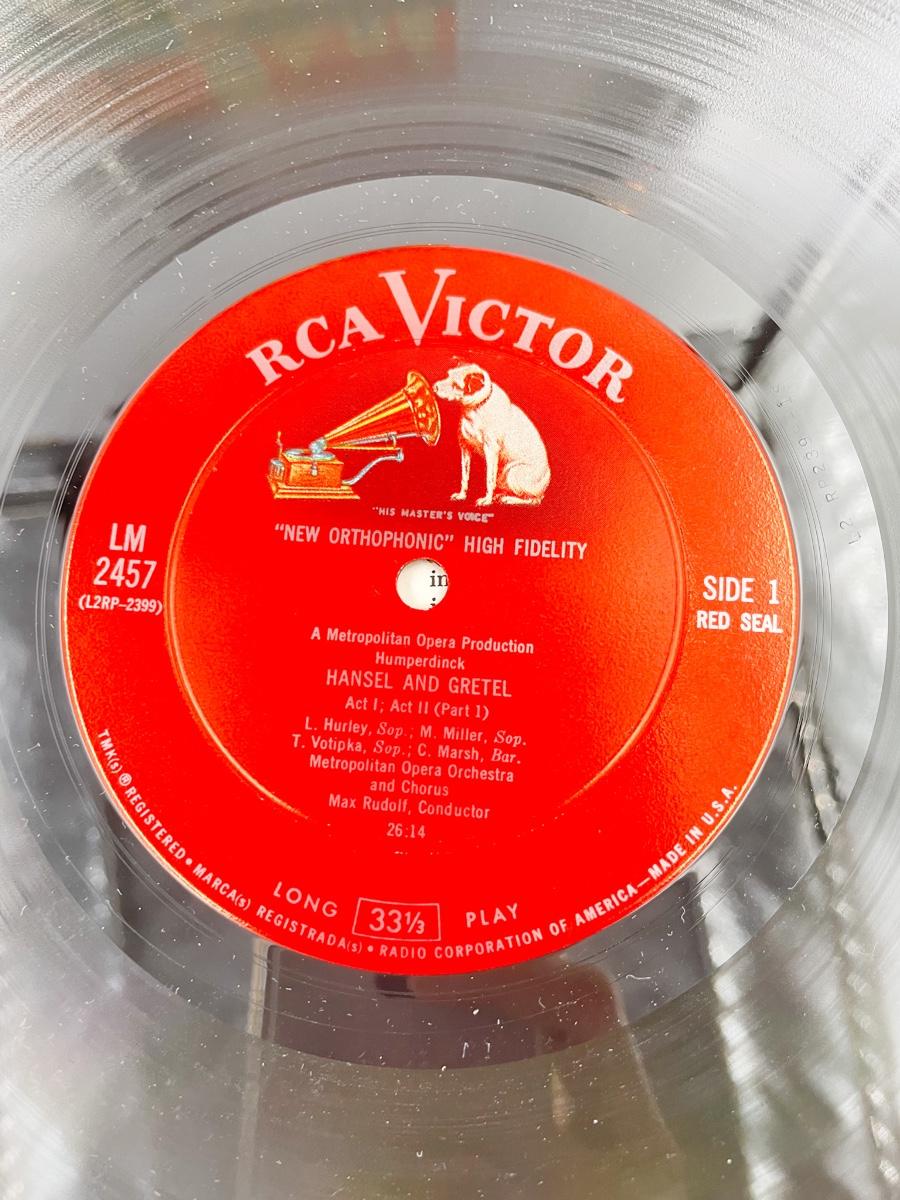 RCA VICTOR
"HIS MASTER'S VOICE"
"NEW ORTHOPHONIC" HIGH FIDELITY
LM
2457
(L2RP-2399)
in
SIDE 1
RED SEAL
A Metropolitan Opera Production
Humperdinck
HANSEL AND GRETEL
Act I; Act II (Part 1)
L. Hurley, Sop.; M. Miller, Sop.
T. Votipka, Sop.; C. Marsh, Bar.
Metropolitan Opera Orchestra
and Chorus
Max Rudolf, Conductor
26:14
LONG 33⅓ PLAY
TMK(s) ® REGISTERED • MARCA(s) REGISTRADA(s) • RADIO CORPORATION OF AMERICA—MADE IN U.S.A.